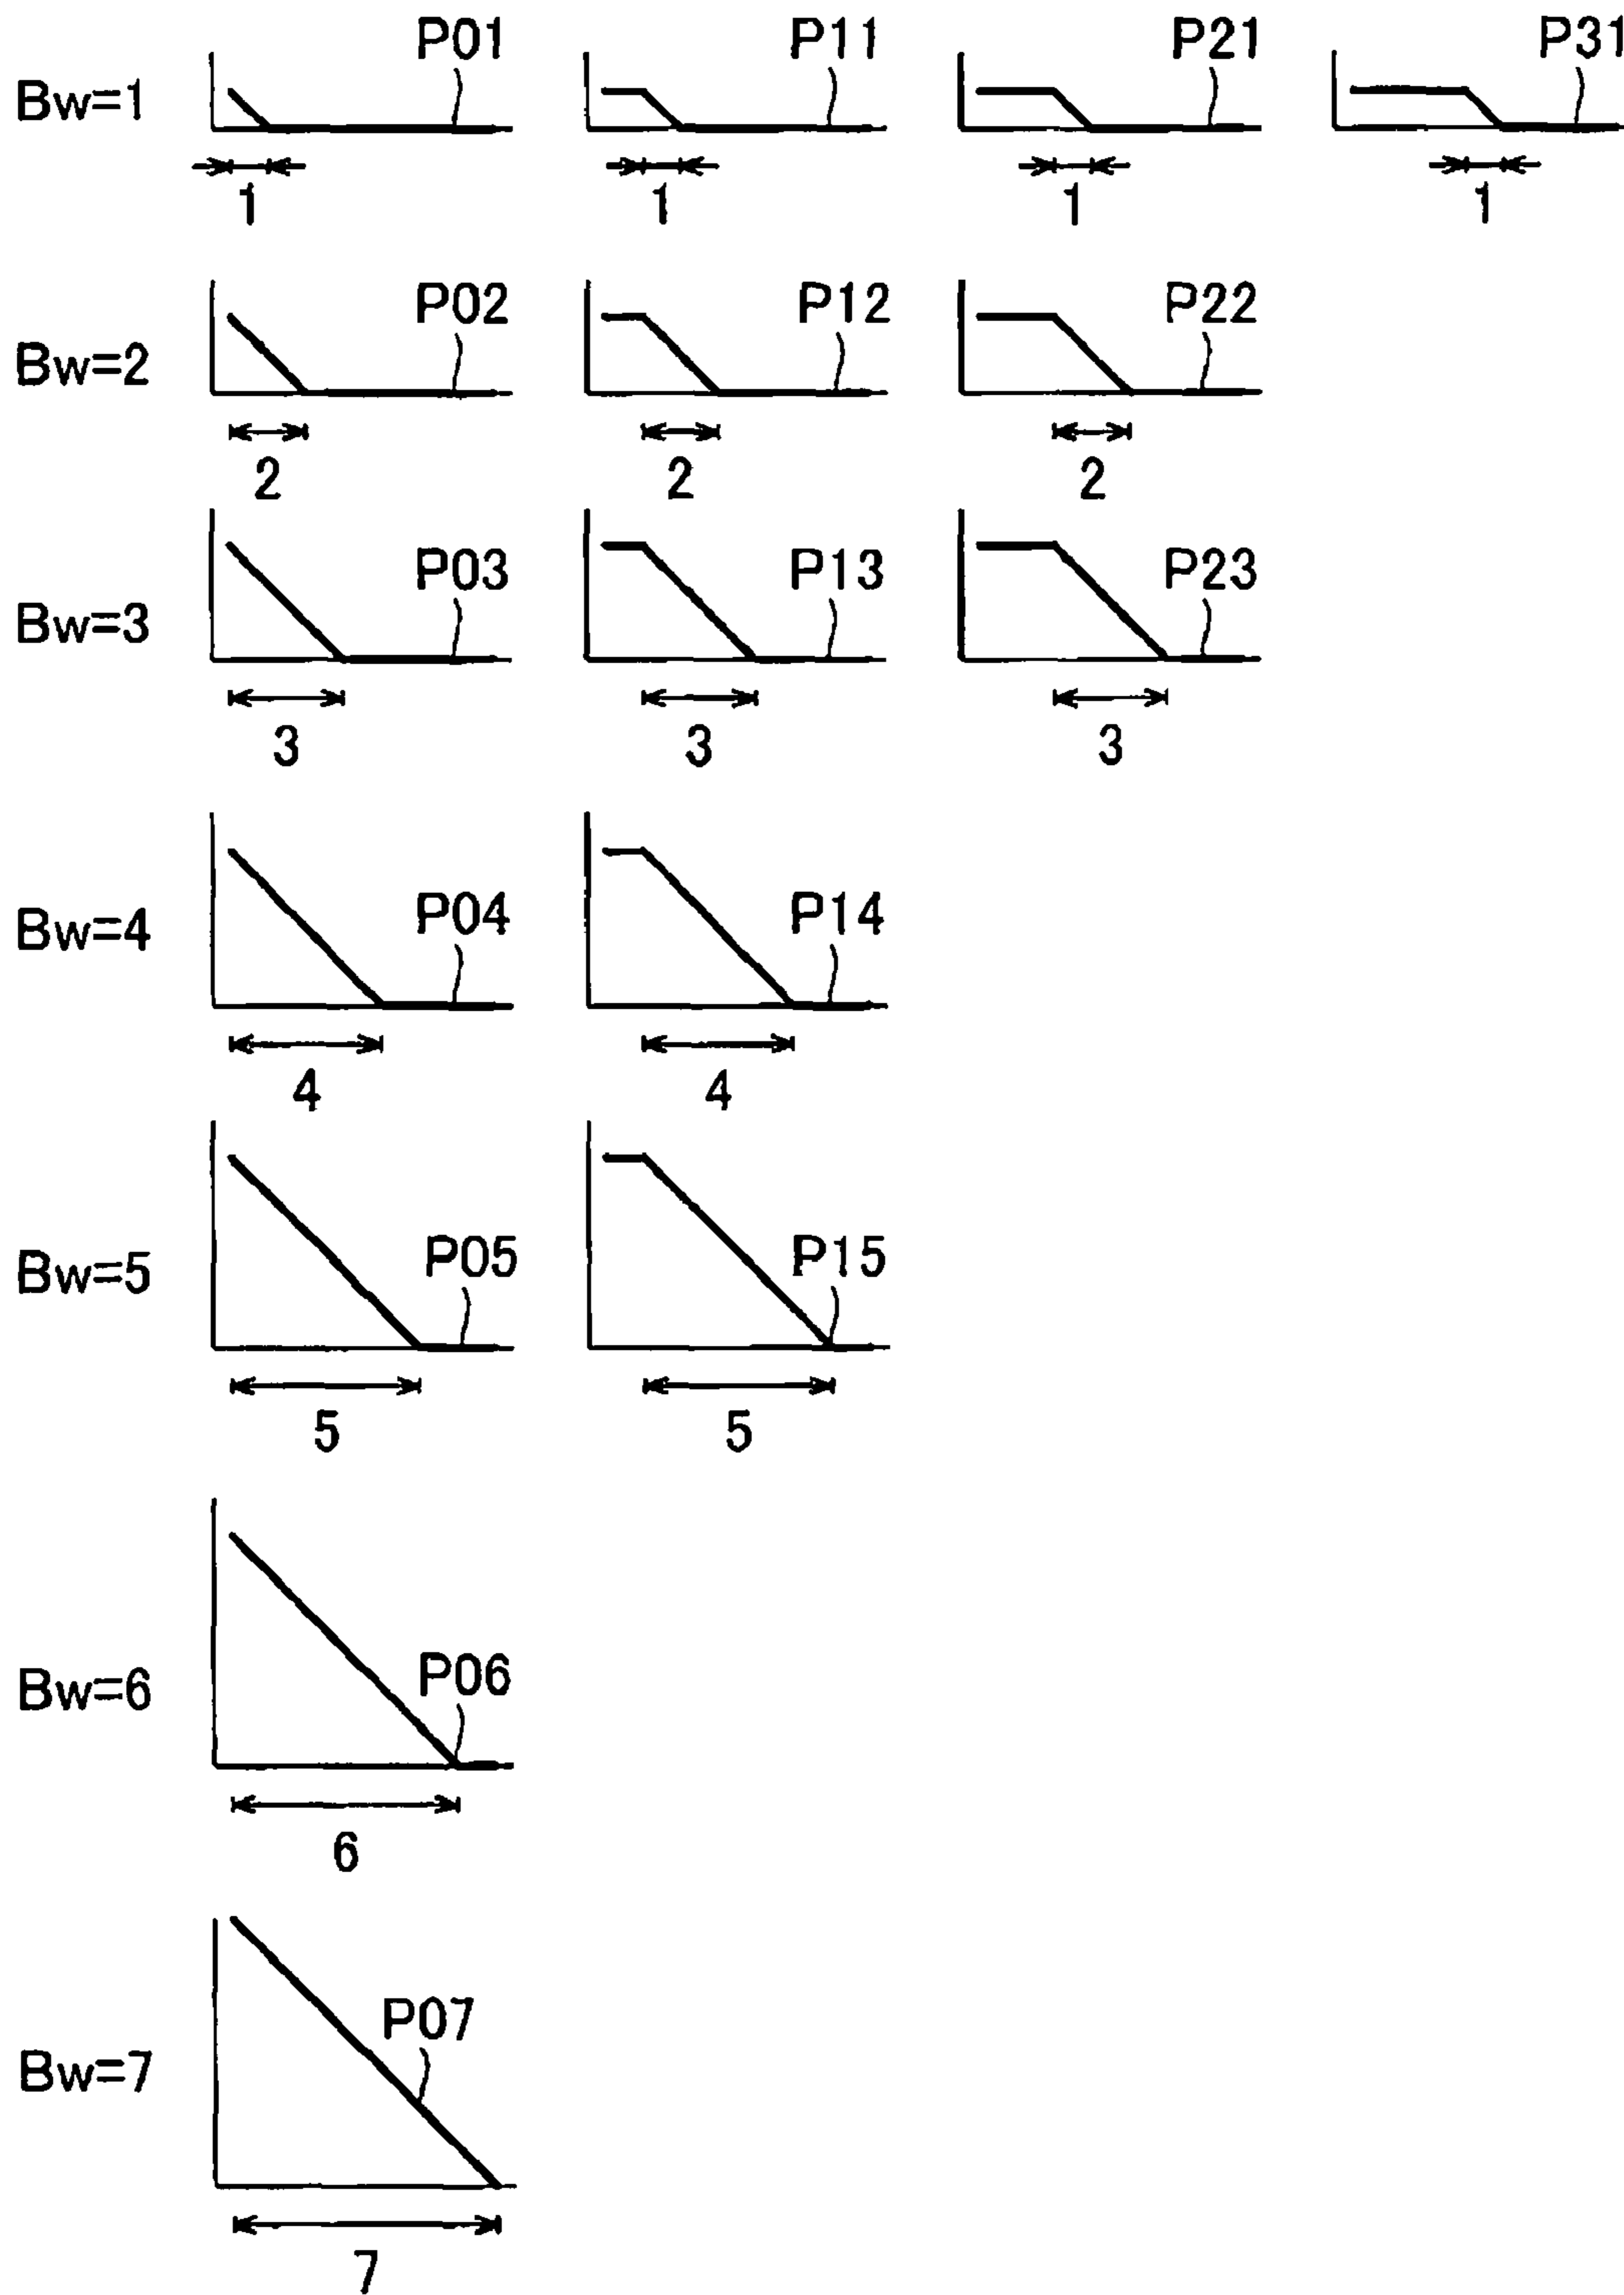 P01 P11 P21 P31
Bw=1
1 1 1 1
P02 P12 P22
Bw=2
2 2 2
P03 P13 P23
Bw=3
3 3 3
P04 P14
Bw=4
4 4
P05 P15
Bw=5
5 5
P06
Bw=6
6
P07
Bw=7
7